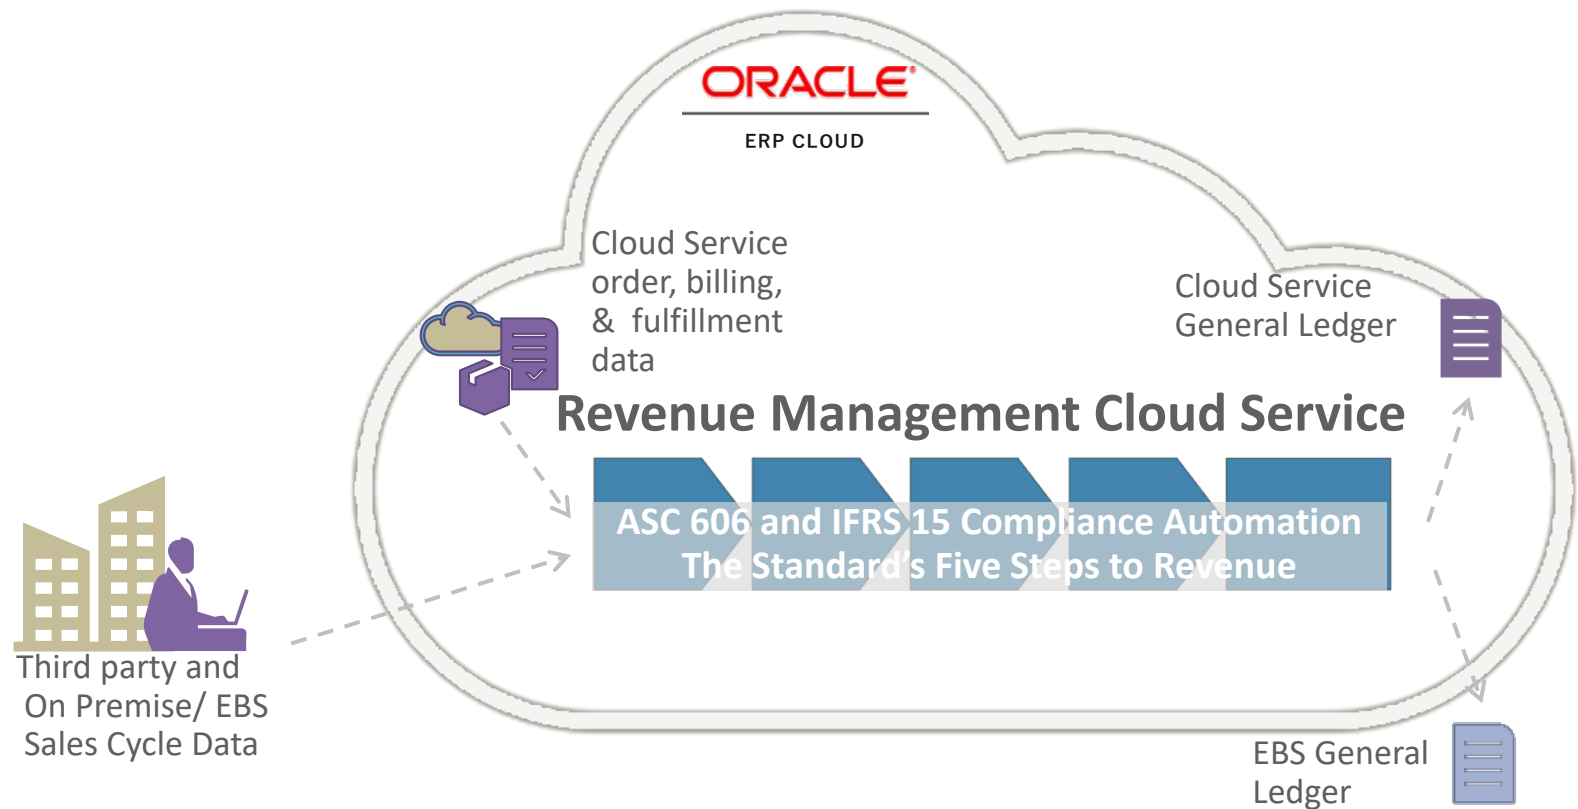 ORACLE
ERP CLOUD
Cloud Service
order, billing,
& fulfillment
data
Cloud Service
General Ledger
Revenue Management Cloud Service
ASC 606 and IFRS 15 Compliance Automation
The Standard's Five Steps to Revenue
Third party and
On Premise/ EBS
Sales Cycle Data
EBS General
Ledger